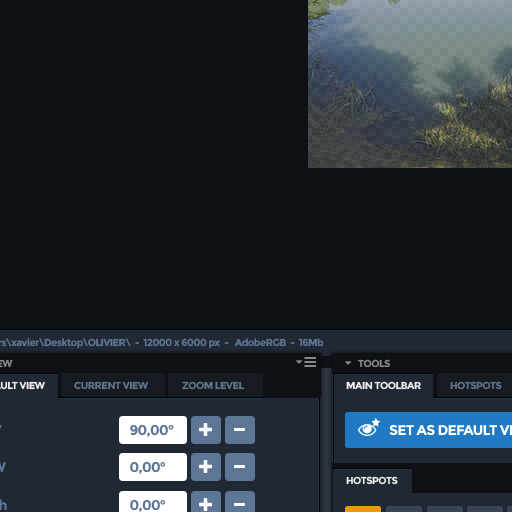 rs\xavier\Desktop\OLIVIER\ - 12000 x 6000 px - AdobeRGB - 16Mb
EW
TOOLS
ULT VIEW
CURRENT VIEW
ZOOM LEVEL
MAIN TOOLBAR
HOTSPOTS
90,00°
+
-
SET AS DEFAULT VI
W
0,00°
+
-
HOTSPOTS
h
0,00°
+
-